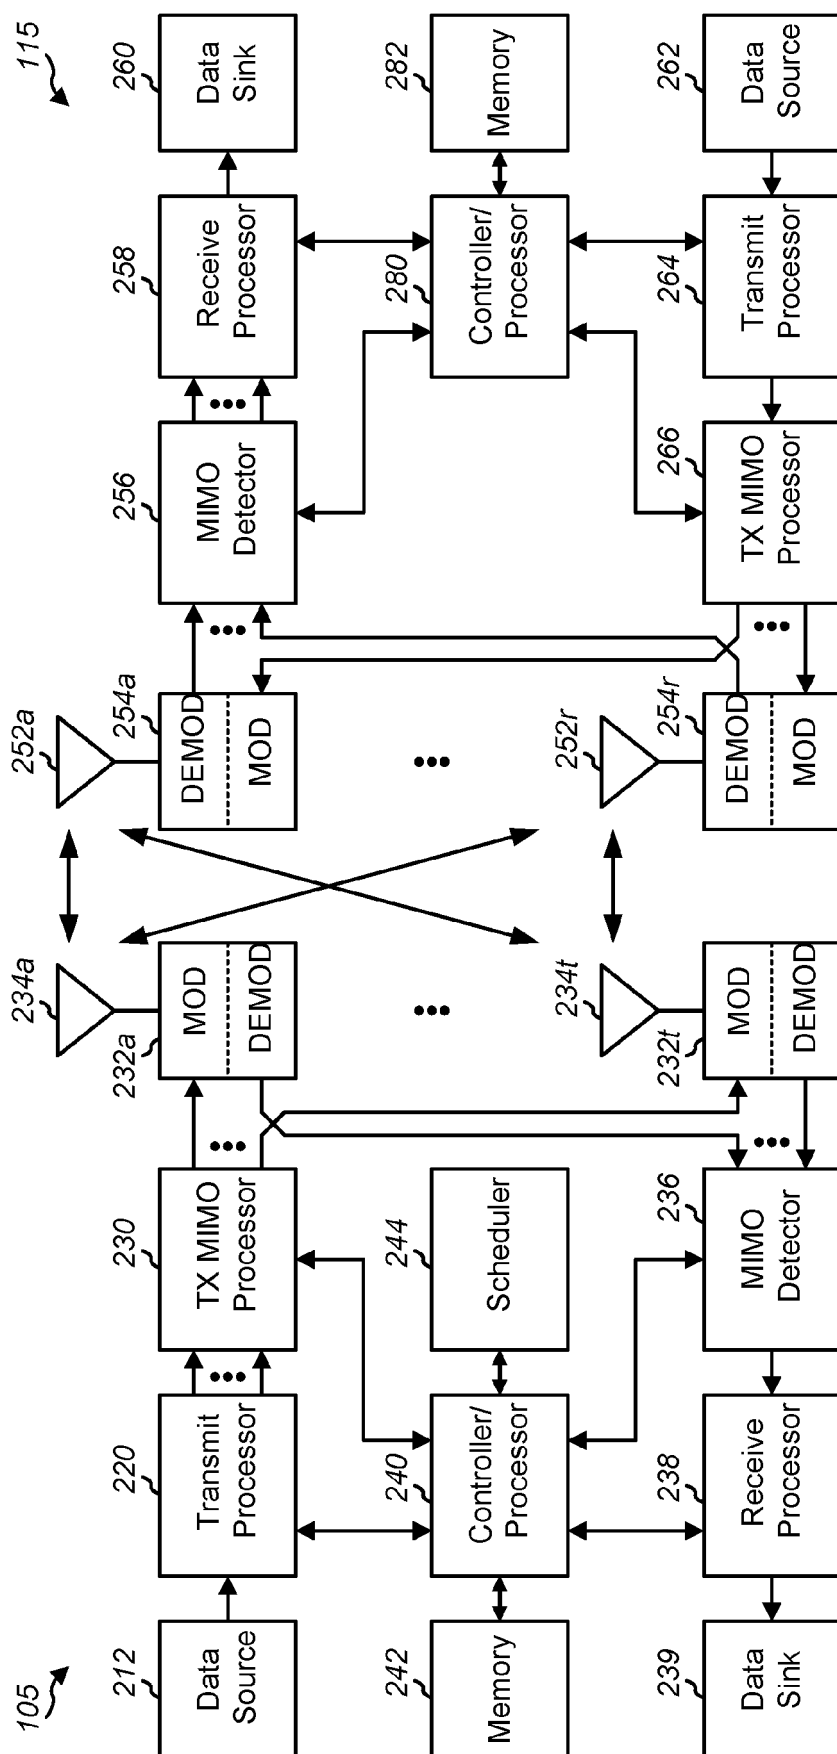 105
115
212
Data
Source
220
Transmit
Processor
230
TX MIMO
Processor
232a
MOD
DEMOD
234a
252a
254a
DEMOD
MOD
256
MIMO
Detector
258
Receive
Processor
260
Data
Sink
242
Memory
240
Controller/
Processor
244
Scheduler
280
Controller/
Processor
282
Memory
239
Data
Sink
238
Receive
Processor
236
MIMO
Detector
232t
MOD
DEMOD
234t
252r
254r
DEMOD
MOD
266
TX MIMO
Processor
264
Transmit
Processor
262
Data
Source